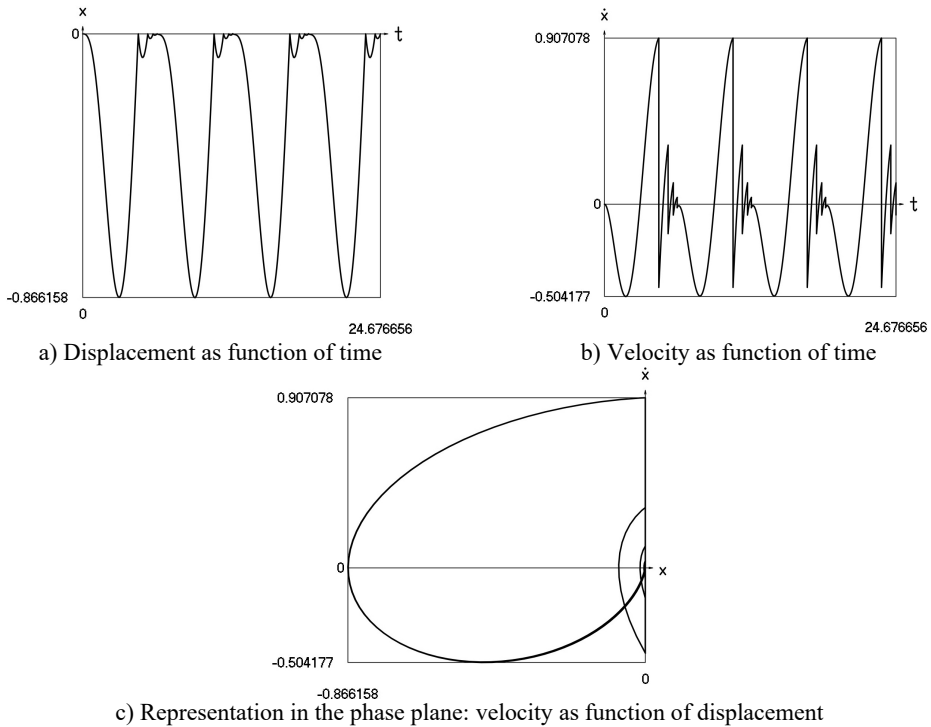 x
0
t
-0.866158
0
24.676656
a) Displacement as function of time
ẋ
0.907078
0
t
-0.504177
0
24.676656
b) Velocity as function of time
ẋ
0.907078
0
x
-0.504177
0
-0.866158
c) Representation in the phase plane: velocity as function of displacement